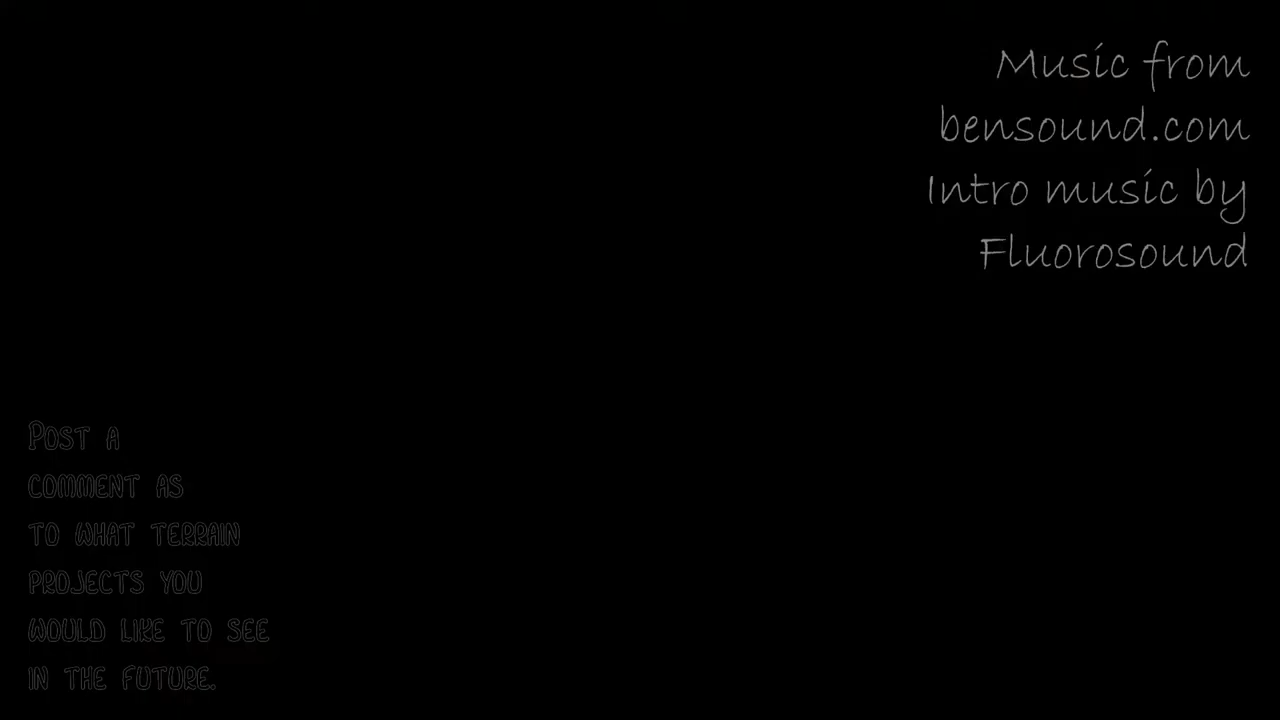 Music from
bensound.com
Intro music by
Fluorosound
Post a
comment as
to what terrain
projects you
would like to see
in the future.